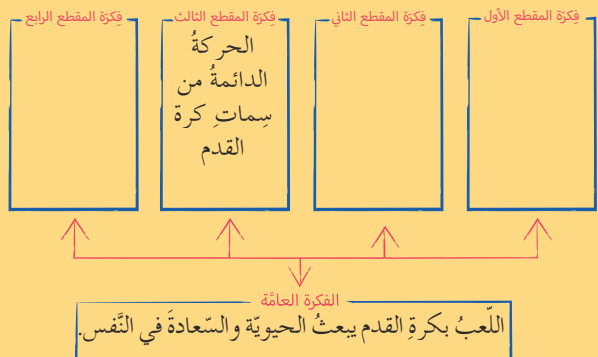 فِكرَة المقطع الأول
فِكرَة المقطع الثاني
فِكرَة المقطع الثالث
فِكرَة المقطع الرابع
الحركةُ
الدائمةُ من
سِماتِ كرة
القدم
الفكرة العامَّة
اللّعبُ بكرةِ القدم يبعثُ الحيويّة والسّعادةَ في النَّفس.